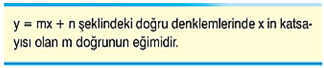 y = mx + n şeklindeki doğru denklemlerinde x in katsa-
yısı olan m doğrunun eğimidir.